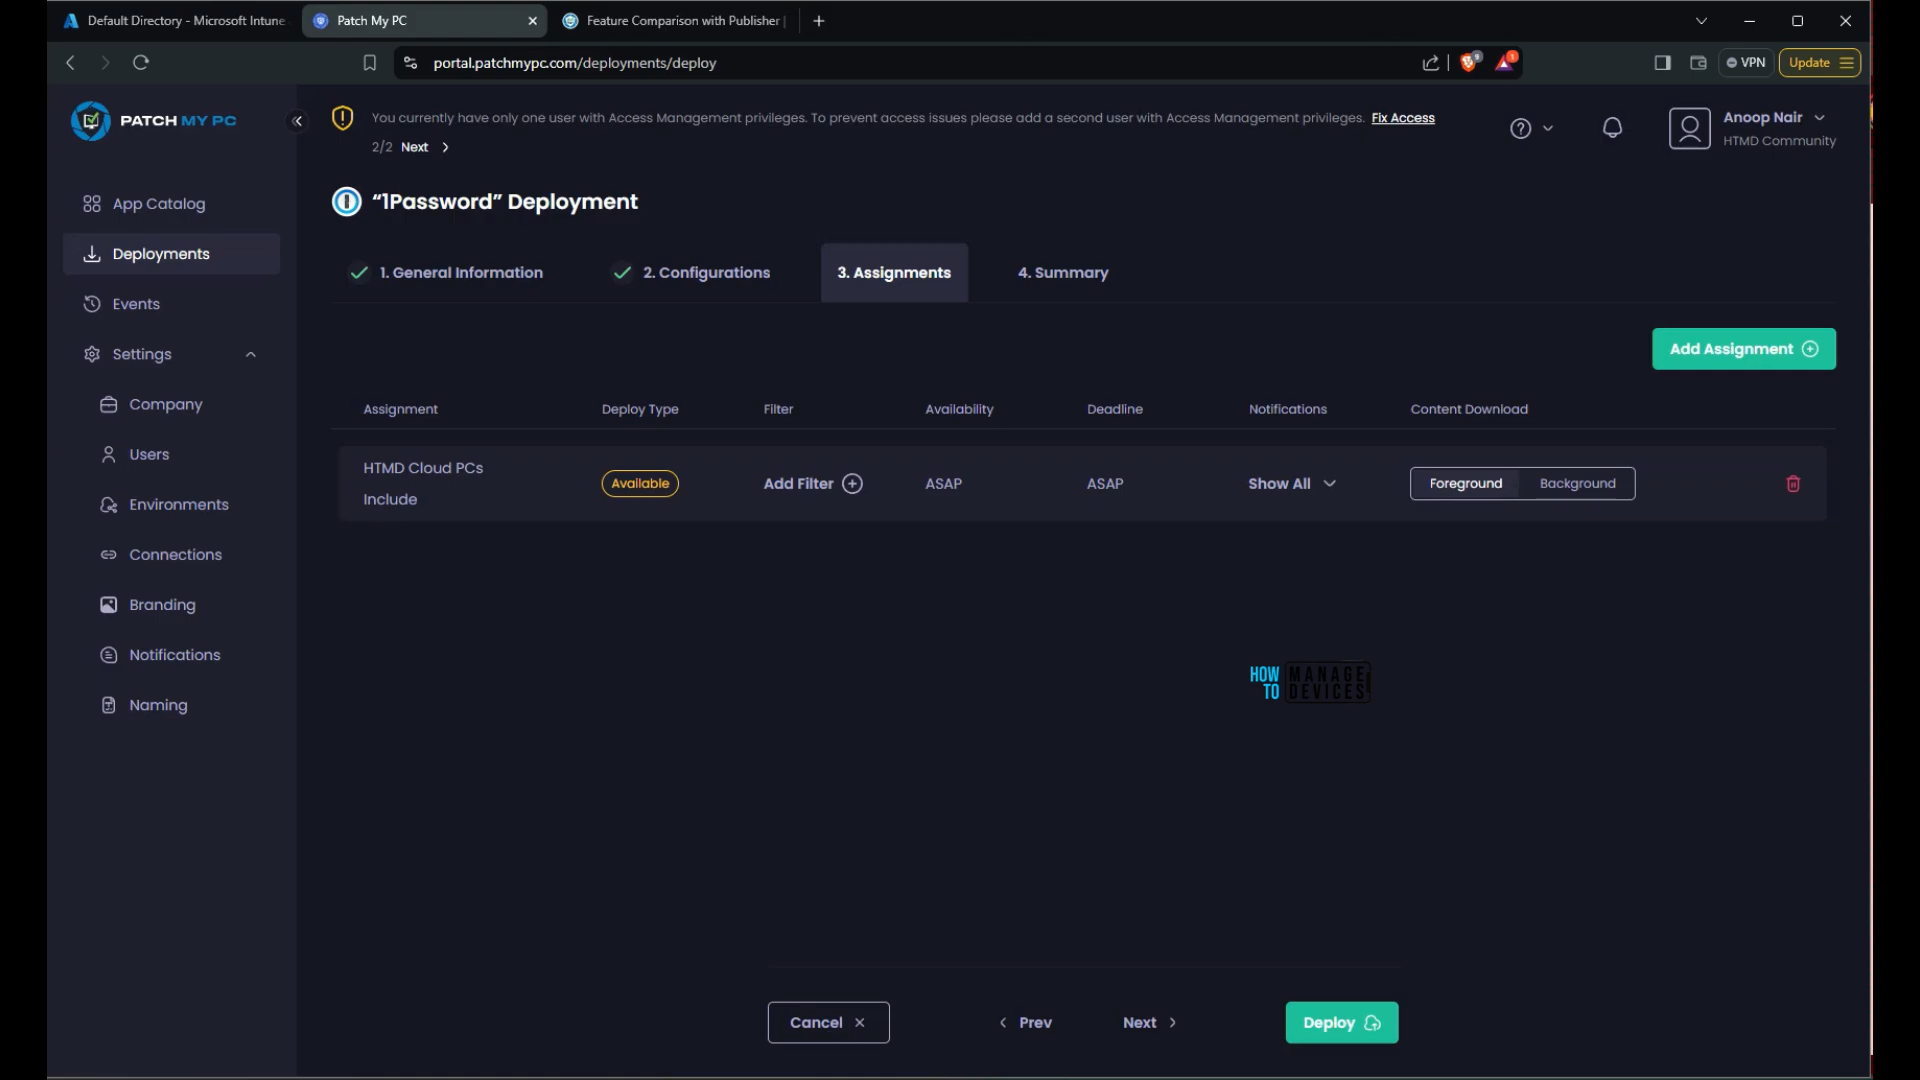 Default Directory - Microsoft Intune
Patch My PC
Feature Comparison with Publisher |
portal.patchmypc.com/deployments/deploy
9
1
VPN
Update
PATCH MY PC
You currently have only one user with Access Management privileges. To prevent access issues please add a second user with Access Management privileges. Fix Access
2/2 Next
Anoop Nair
HTMD Community
App Catalog
Deployments
Events
Settings
Company
Users
Environments
Connections
Branding
Notifications
Naming
“1Password” Deployment
1. General Information
2. Configurations
3. Assignments
4. Summary
Add Assignment
Assignment Deploy Type Filter Availability Deadline Notifications Content Download
HTMD Cloud PCs
Include
Available
Add Filter
ASAP
ASAP
Show All
Foreground
Background
HOW TO
MANAGE DEVICES
Cancel
Prev
Next
Deploy